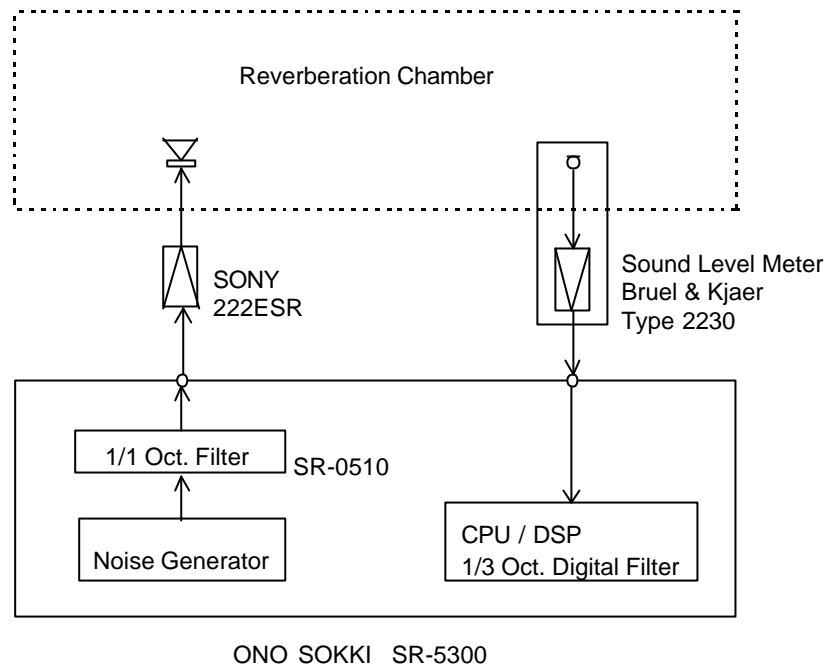 Reverberation Chamber
SONY
222ESR
Sound Level Meter
Bruel & Kjaer
Type 2230
1/1 Oct. Filter
SR-0510
Noise Generator
CPU / DSP
1/3 Oct. Digital Filter
ONO SOKKI SR-5300